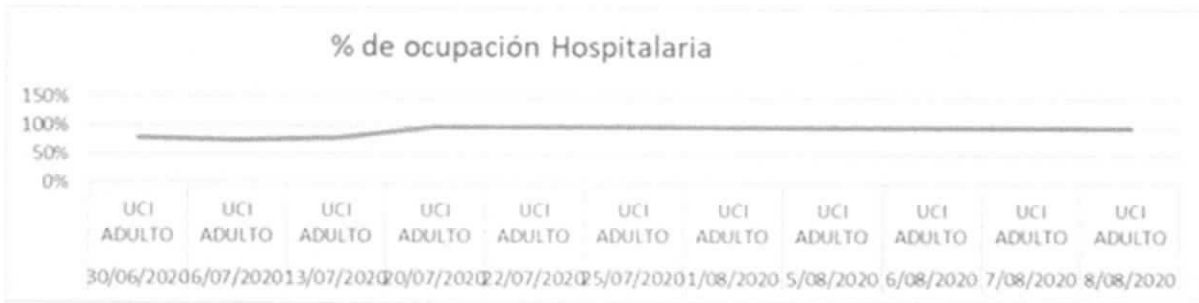 % de ocupación Hospitalaria
150%
100%
50%
0%
UCI UCI UCI UCI UCI UCI UCI UCI UCI UCI UCI
ADULTO ADULTO ADULTO ADULTO ADULTO ADULTO ADULTO ADULTO ADULTO ADULTO ADULTO
30/06/2020 6/07/2020 13/07/2020 20/07/2020 22/07/2020 25/07/2020 1/08/2020 5/08/2020 6/08/2020 7/08/2020 8/08/2020